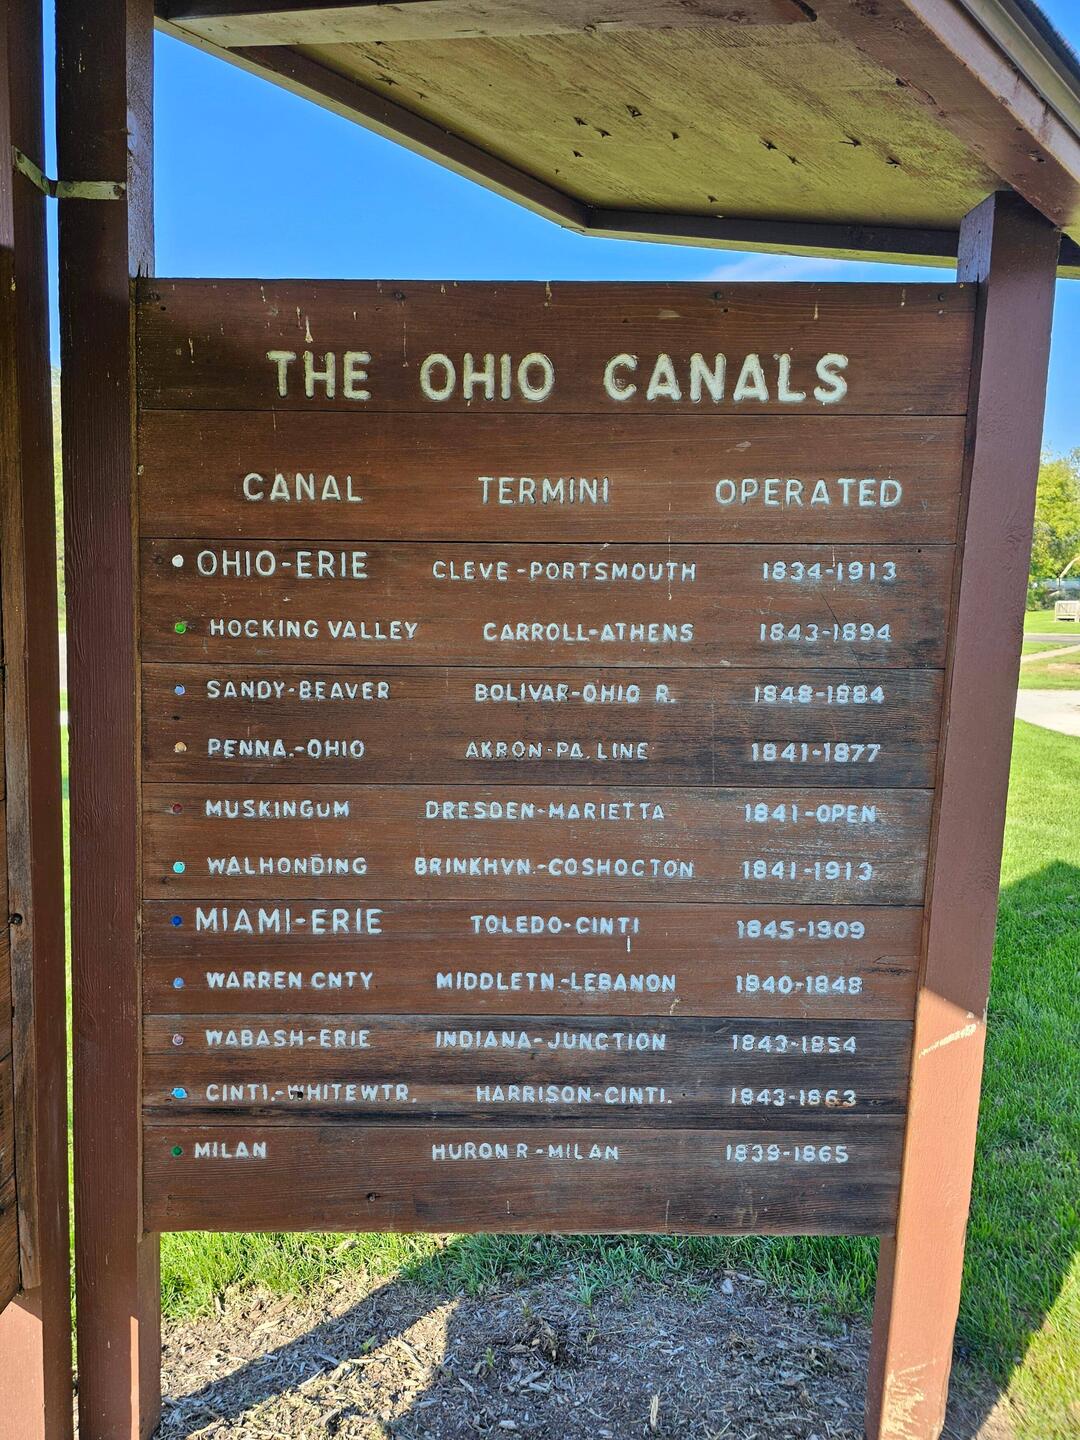 THE OHIO CANALS
CANAL TERMINI OPERATED
OHIO-ERIE CLEVE-PORTSMOUTH 1834-1913
HOCKING VALLEY CARROLL-ATHENS 1843-1894
SANDY-BEAVER BOLIVAR-OHIO R. 1848-1884
PENNA.-OHIO AKRON-PA. LINE 1841-1877
MUSKINGUM DRESDEN-MARIETTA 1841-OPEN
WALHONDING BRINKHVN.-COSHOCTON 1841-1913
MIAMI-ERIE TOLEDO-CINTI 1845-1909
WARREN CNTY MIDDLETN.-LEBANON 1840-1848
WABASH-ERIE INDIANA-JUNCTION 1843-1854
CINTI.-WHITEWTR. HARRISON-CINTI. 1843-1863
MILAN HURON R-MILAN 1839-1865